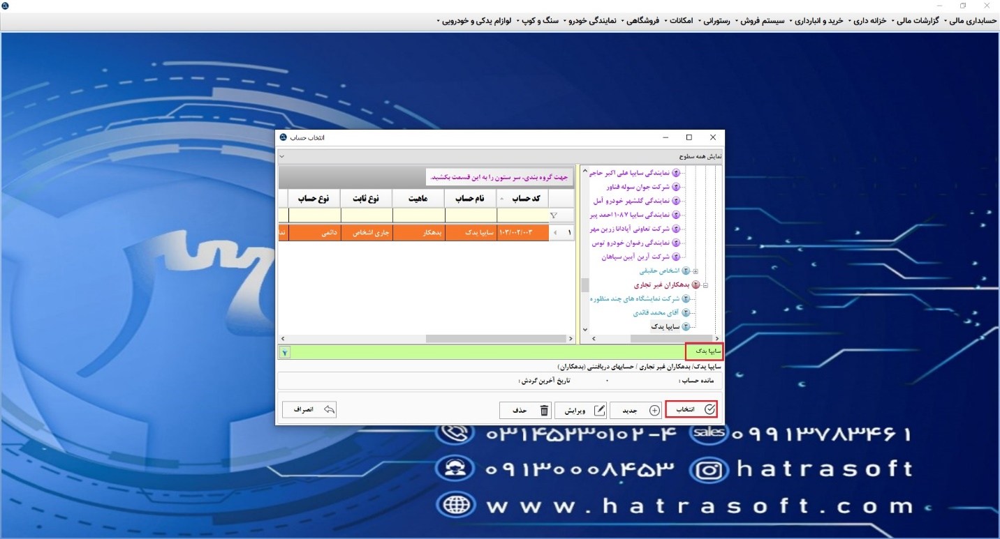 حسابداری مالی گزارشات مالی خزانه داری خرید و انبارداری سیستم فروش رستورانی امکانات فروشگاهی نمایندگی خودرو سنگ و کوپ لوازم یدکی و خودرویی
انتخاب حساب
نمایش همه سطوح
نمایندگی سایپا علی اکبر حاجی
شرکت جوان سوله فناور
نمایندگی گلشهر خودرو آمل
نمایندگی سایپا ۱۰۸۷ احمد پیر
شرکت تعاونی آپادانا زرین مهر
نمایندگی رضوان خودرو توس
شرکت آرین آیین سپاهان
اشخاص حقیقی
بدهکاران غیر تجاری
شرکت نمایشگاه های چند منظوره
آقای محمد قائدی
سایپا یدک
جهت گروه بندی، سر ستون را به این قسمت بکشید.
کد حساب نام حساب ماهیت نوع ثابت نوع حساب
۱ ۱۰۳/۰۰۲/۰۰۳ سایپا یدک بدهکار جاری اشخاص دائمی ندا
سایپا یدک
سایپا یدک/ بدهکاران غیر تجاری / حسابهای دریافتنی (بدهکاران)
مانده حساب : ۰ تاریخ آخرین گردش :
انتخاب جدید ویرایش حذف انصراف
۰۳۱۴۵۲۳۰۱۰۲-۴ sales ۰۹۹۱۳۷۸۳۴۶۱
۰۹۱۳۰۰۰۸۴۵۳ hatrasoft
www.hatrasoft.com